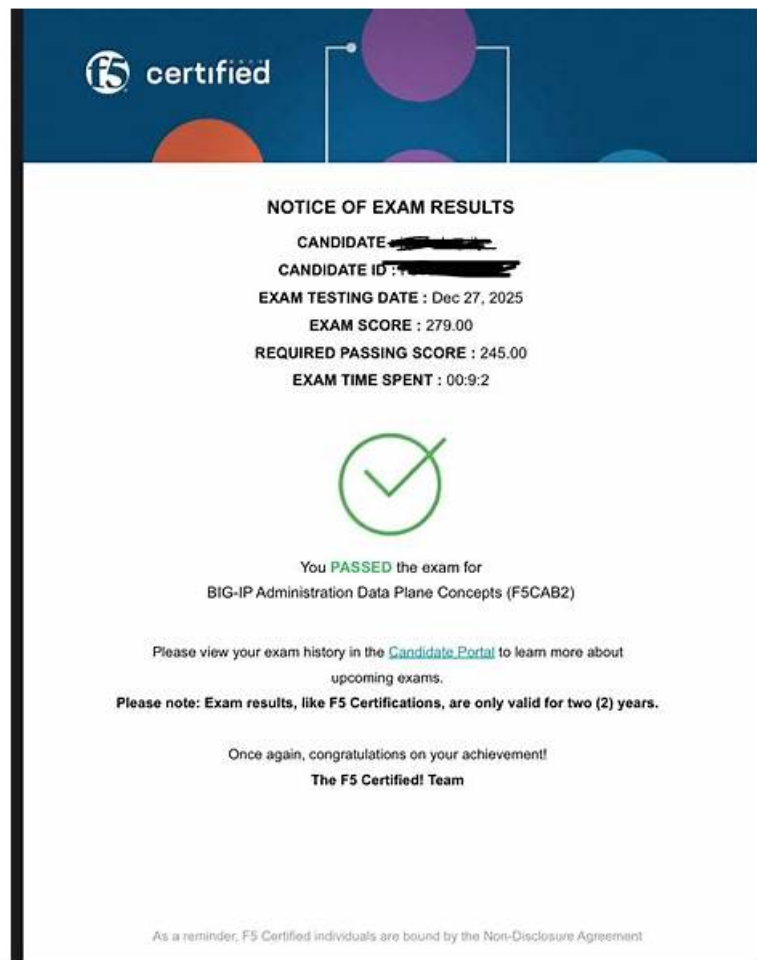 f5 certified
NOTICE OF EXAM RESULTS
CANDIDATE
CANDIDATE ID :
EXAM TESTING DATE : Dec 27, 2025
EXAM SCORE : 279.00
REQUIRED PASSING SCORE : 245.00
EXAM TIME SPENT : 00:9:2
You PASSED the exam for
BIG-IP Administration Data Plane Concepts (F5CAB2)
Please view your exam history in the Candidate Portal to learn more about
upcoming exams.
Please note: Exam results, like F5 Certifications, are only valid for two (2) years.
Once again, congratulations on your achievement!
The F5 Certified! Team
As a reminder, F5 Certified individuals are bound by the Non-Disclosure Agreement